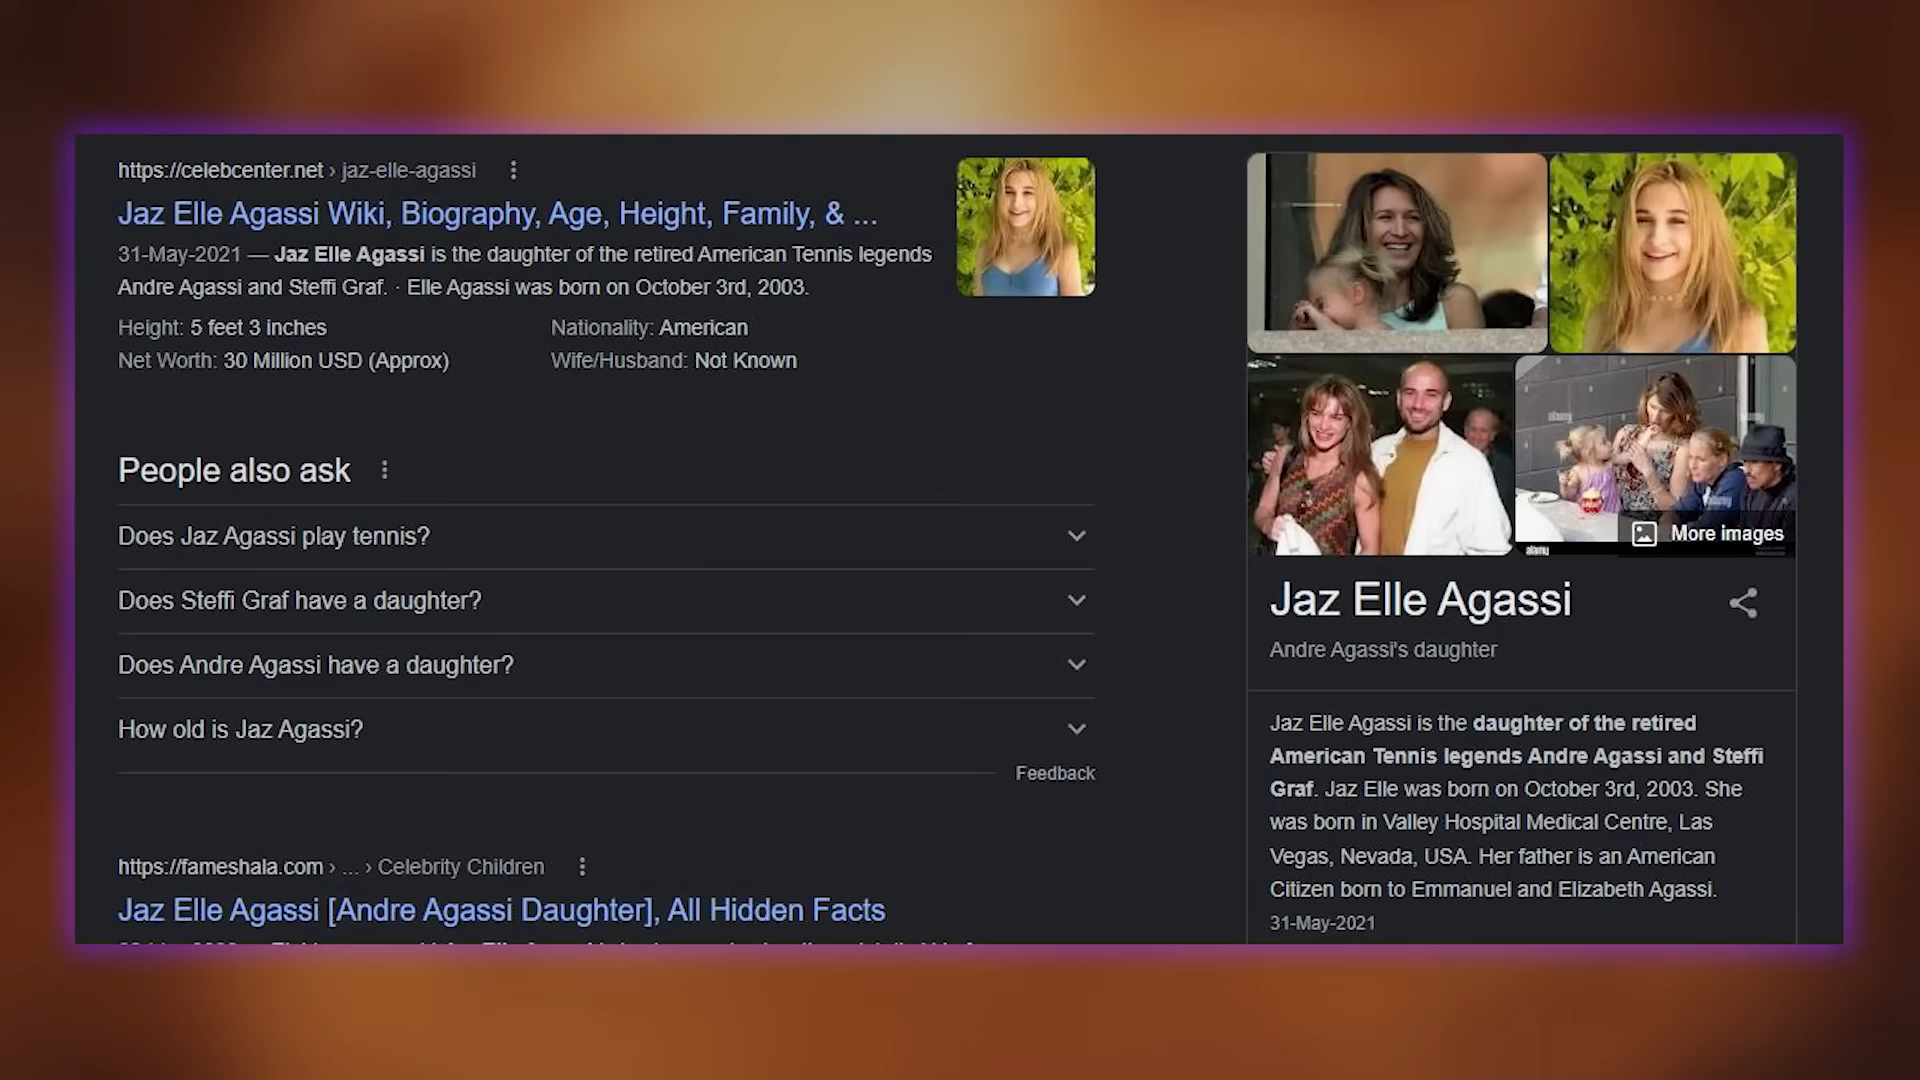 https://celebcenter.net › jaz-elle-agassi
Jaz Elle Agassi Wiki, Biography, Age, Height, Family, & ...
31-May-2021 — Jaz Elle Agassi is the daughter of the retired American Tennis legends
Andre Agassi and Steffi Graf. · Elle Agassi was born on October 3rd, 2003.
Height: 5 feet 3 inches
Nationality: American
Net Worth: 30 Million USD (Approx)
Wife/Husband: Not Known
People also ask
Does Jaz Agassi play tennis?
Does Steffi Graf have a daughter?
Does Andre Agassi have a daughter?
How old is Jaz Agassi?
Feedback
https://fameshala.com › ... › Celebrity Children
Jaz Elle Agassi [Andre Agassi Daughter], All Hidden Facts
alamy
More images
Jaz Elle Agassi
Andre Agassi's daughter
Jaz Elle Agassi is the daughter of the retired
American Tennis legends Andre Agassi and Steffi
Graf. Jaz Elle was born on October 3rd, 2003. She
was born in Valley Hospital Medical Centre, Las
Vegas, Nevada, USA. Her father is an American
Citizen born to Emmanuel and Elizabeth Agassi.
31-May-2021